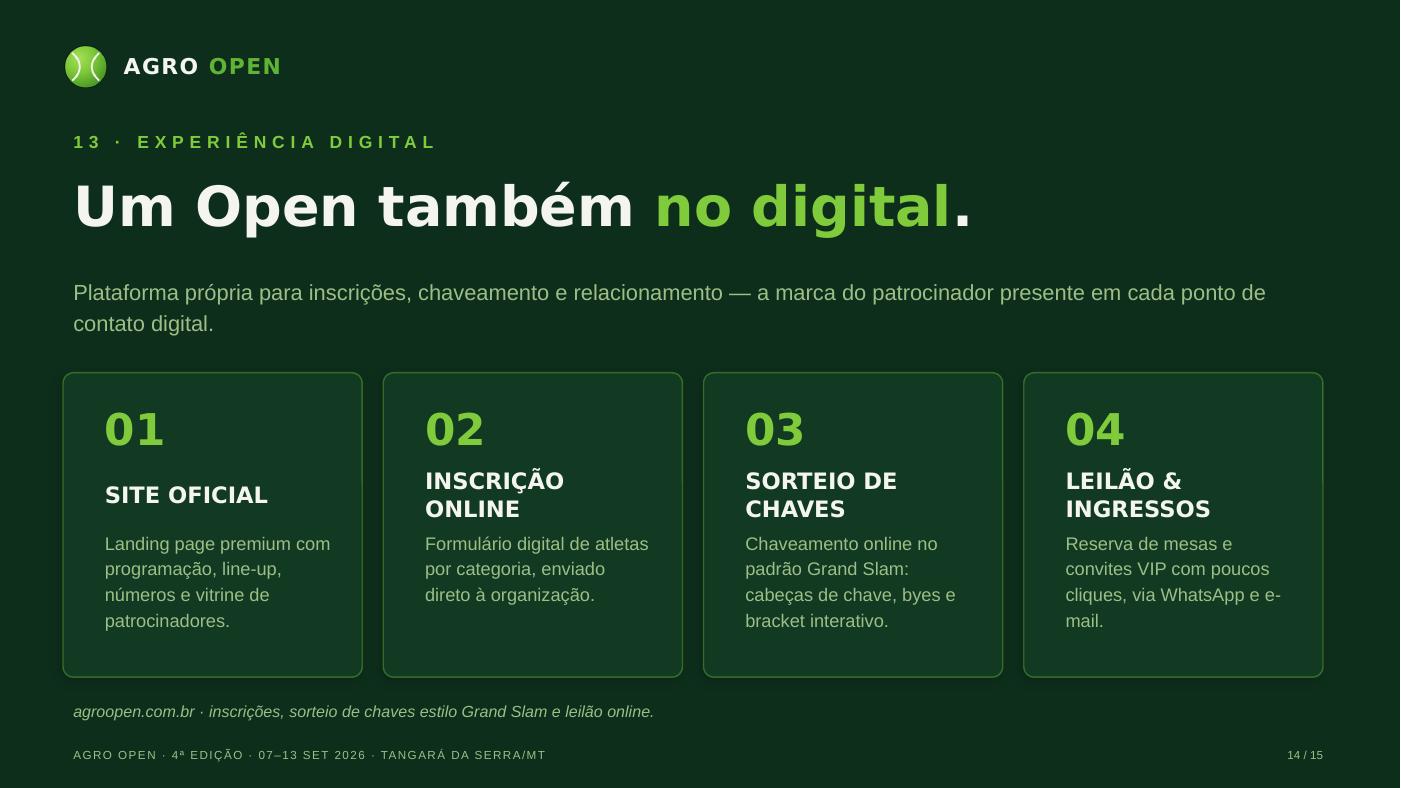 AGRO OPEN
13 · EXPERIÊNCIA DIGITAL
Um Open também no digital.
Plataforma própria para inscrições, chaveamento e relacionamento — a marca do patrocinador presente em cada ponto de
contato digital.
01
SITE OFICIAL
Landing page premium com
programação, line-up,
números e vitrine de
patrocinadores.
02
INSCRIÇÃO
ONLINE
Formulário digital de atletas
por categoria, enviado
direto à organização.
03
SORTEIO DE
CHAVES
Chaveamento online no
padrão Grand Slam:
cabeças de chave, byes e
bracket interativo.
04
LEILÃO &
INGRESSOS
Reserva de mesas e
convites VIP com poucos
cliques, via WhatsApp e e-
mail.
agroopen.com.br · inscrições, sorteio de chaves estilo Grand Slam e leilão online.
AGRO OPEN · 4ª EDIÇÃO · 07–13 SET 2026 · TANGARÁ DA SERRA/MT
14 / 15